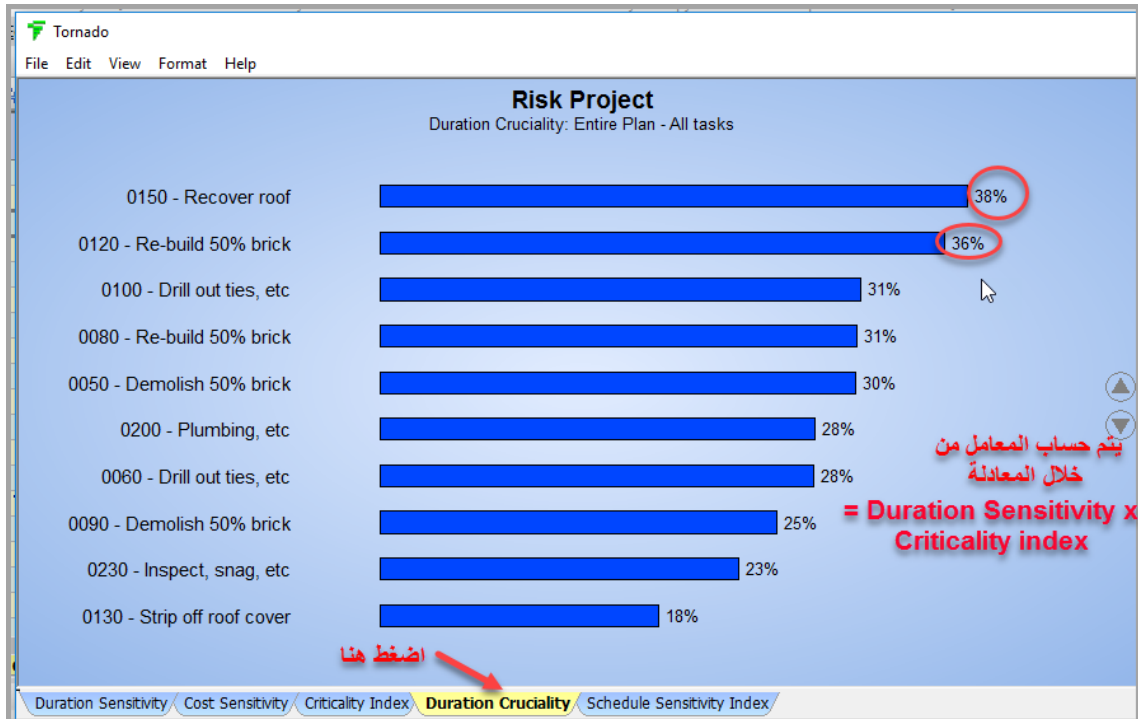 Tornado
File Edit View Format Help
Risk Project
Duration Cruciality: Entire Plan - All tasks
0150 - Recover roof 38%
0120 - Re-build 50% brick 36%
0100 - Drill out ties, etc 31%
0080 - Re-build 50% brick 31%
0050 - Demolish 50% brick 30%
0200 - Plumbing, etc 28%
0060 - Drill out ties, etc 28%
0090 - Demolish 50% brick 25%
0230 - Inspect, snag, etc 23%
0130 - Strip off roof cover 18%
يتم حساب المعامل من
خلال المعادلة
= Duration Sensitivity x
Criticality index
اضغط هنا
Duration Sensitivity Cost Sensitivity Criticality Index Duration Cruciality Schedule Sensitivity Index